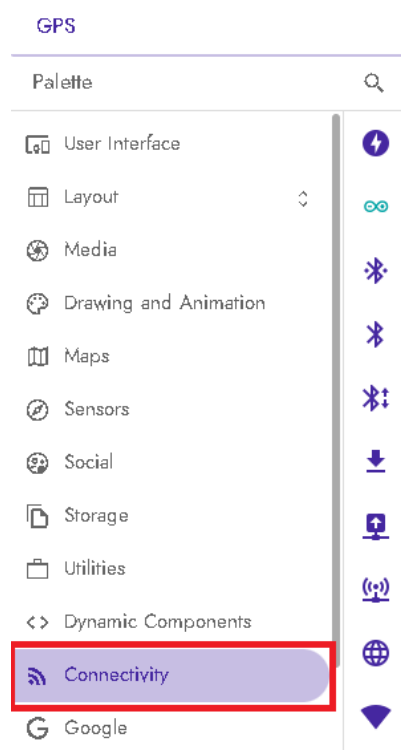 GPS
Palette
User Interface
Layout
Media
Drawing and Animation
Maps
Sensors
Social
Storage
Utilities
Dynamic Components
Connectivity
Google